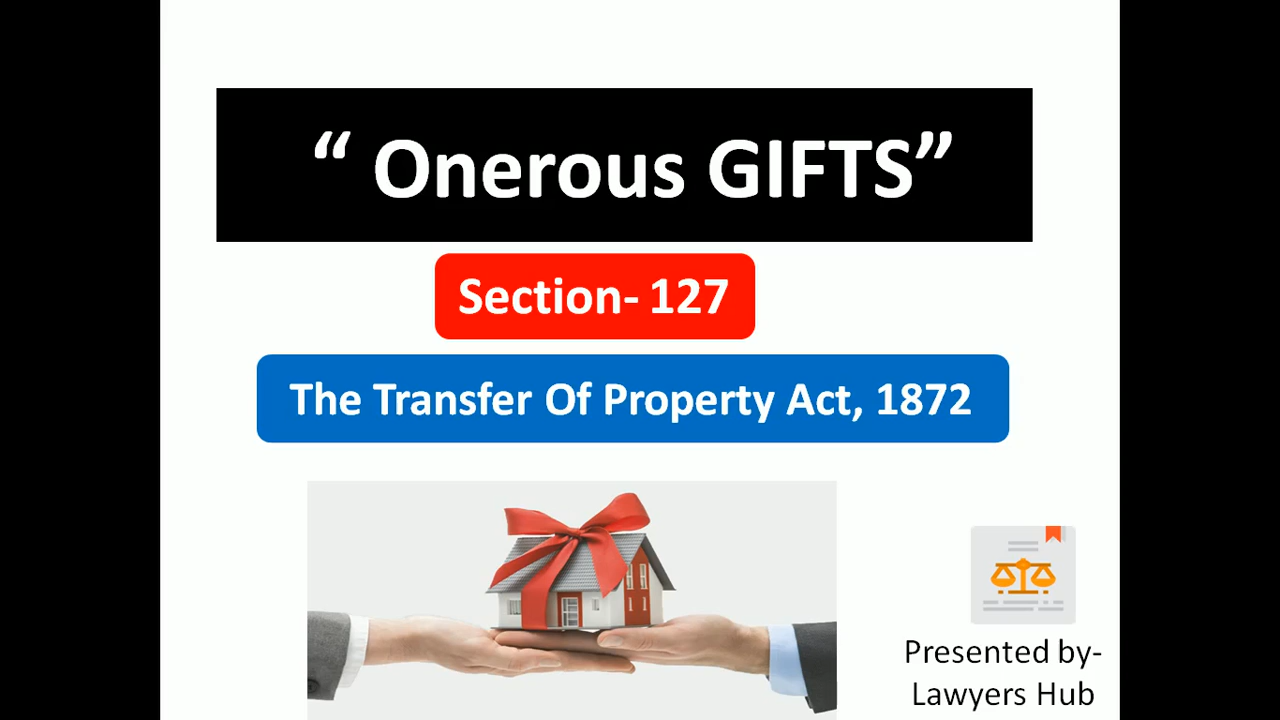 “ Onerous GIFTS”
Section- 127
The Transfer Of Property Act, 1872
Presented by-
Lawyers Hub